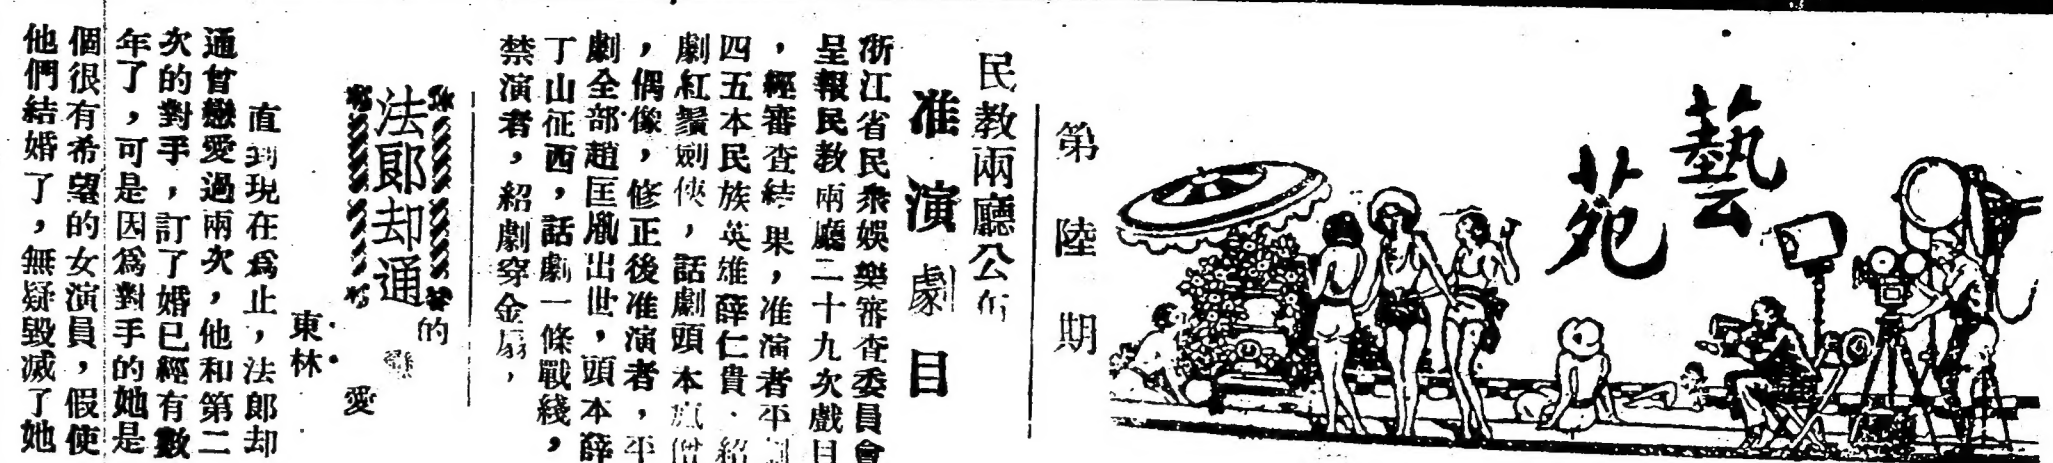 藝苑
第陸期
民教兩廳公布
准演劇目
浙江省民衆娛樂審查委員會
呈報民教兩廳二十九次戲目
，經審查結果，准演者平劇
四五本民族英雄薛仁貴．紹
劇紅鬃劍俠，話劇頭本
，偶像，修正後准演者，平
劇全部趙匡胤出世，頭本薛
丁山征西，話劇一條戰綫，
禁演者，紹劇穿金扇，
法郎却通的戀愛
東林
直到現在爲止，法郎却
通曾戀愛過兩次，他和第二
次的對手，訂了婚已經有數
年了，可是因爲對手的她是
個很有希望的女演員，假使
他們結婚了，無疑毀滅了她